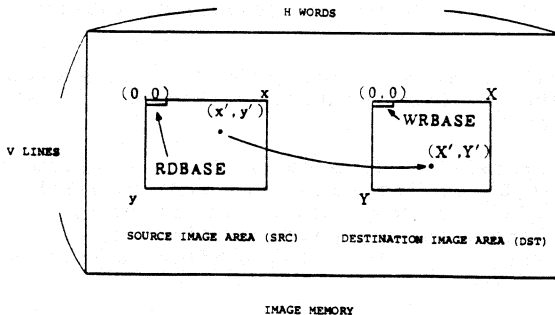 H WORDS
(0 0) x
(0,0) X
(x',y')
WRBASE
V LINES
RDBASE
(X',Y')
y
Y
SOURCE IMAGE AREA (SRC)
DESTINATION IMAGE AREA (DST)
IMAGE MEMORY